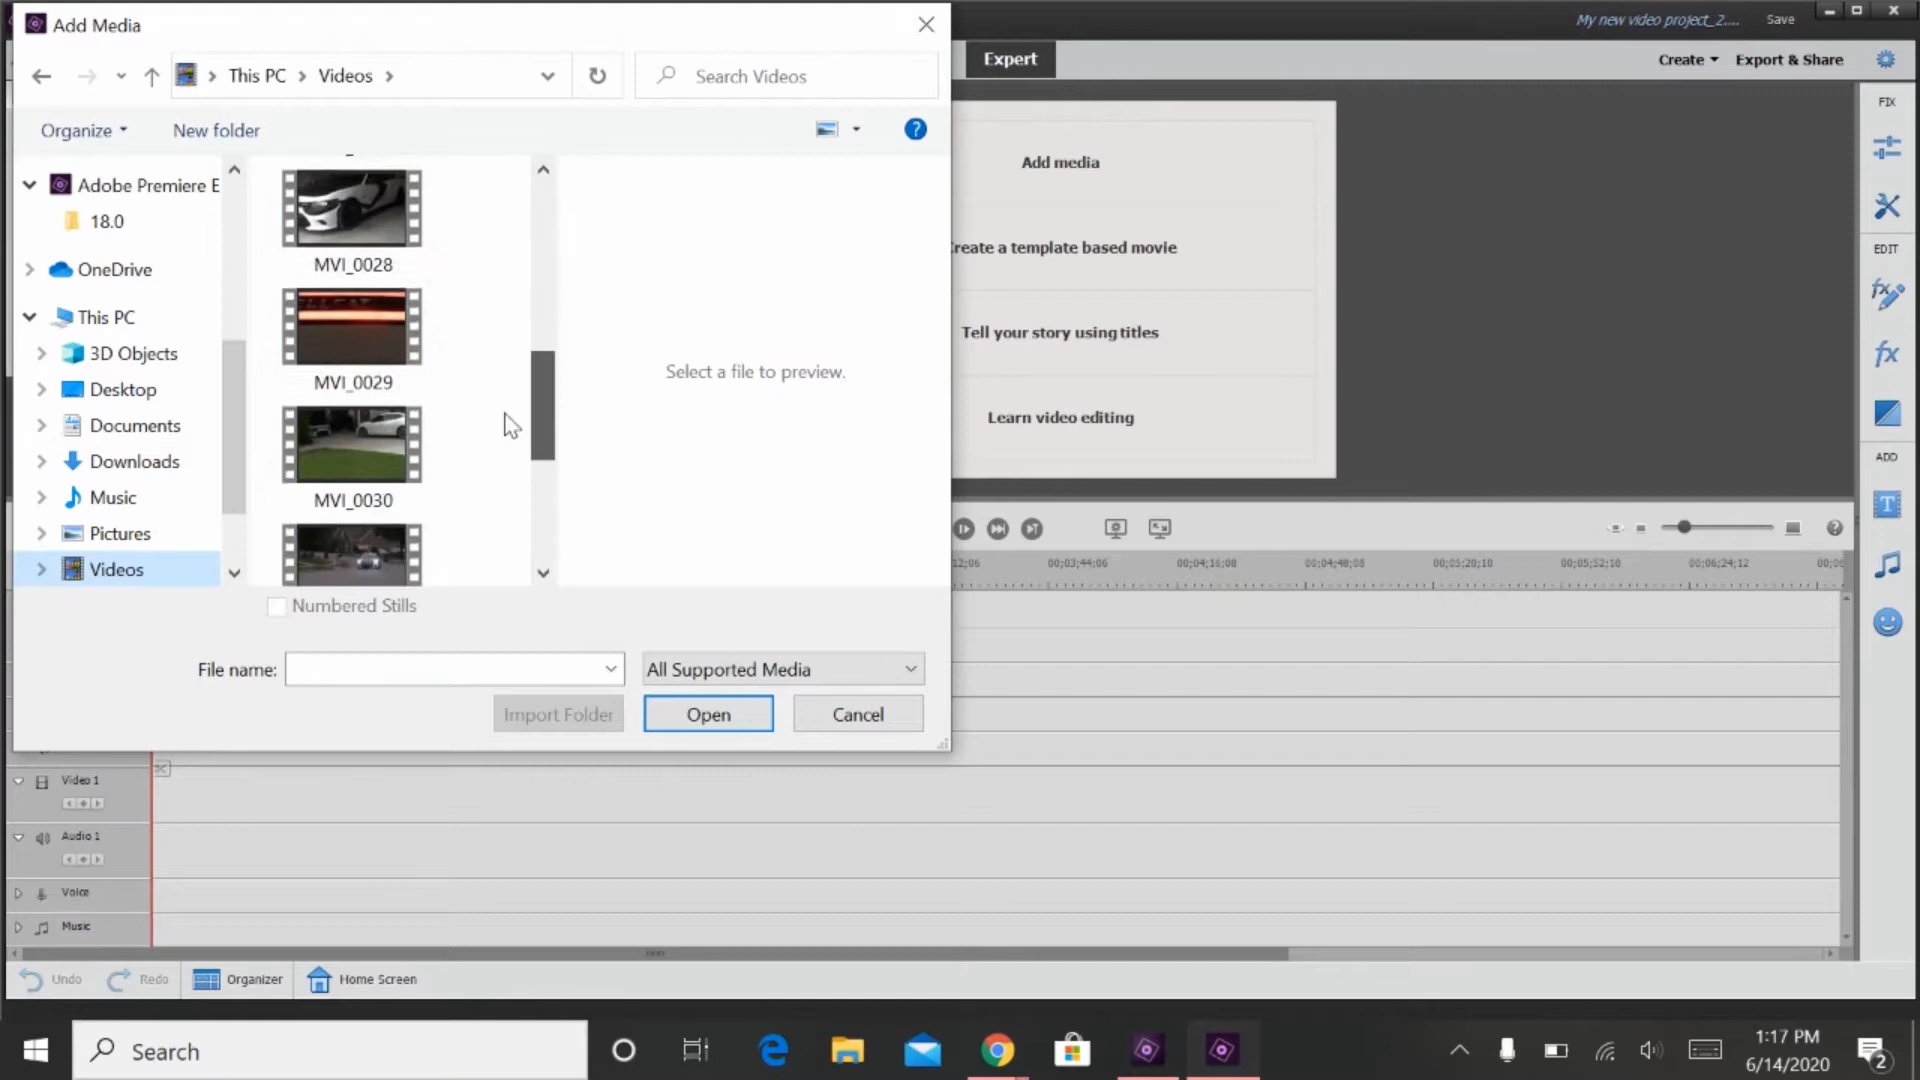 Add Media
My new video project_2....
Save
This PC
Videos
Search Videos
Expert
Create
Export & Share
Organize
New folder
FIX
Adobe Premiere E
18.0
OneDrive
This PC
3D Objects
Desktop
Documents
Downloads
Music
Pictures
Videos
MVI_0028
MVI_0029
MVI_0030
Select a file to preview.
Add media
reate a template based movie
Tell your story using titles
Learn video editing
EDIT
ADD
Numbered Stills
File name:
All Supported Media
Import Folder
Open
Cancel
12;06
00;03;44;06
00;04;16;08
00;04;48;08
00;05;20;10
00;05;52;10
00;06;24;12
Video 1
Audio 1
Voice
Music
Undo
Redo
Organizer
Home Screen
Search
1:17 PM
6/14/2020
2